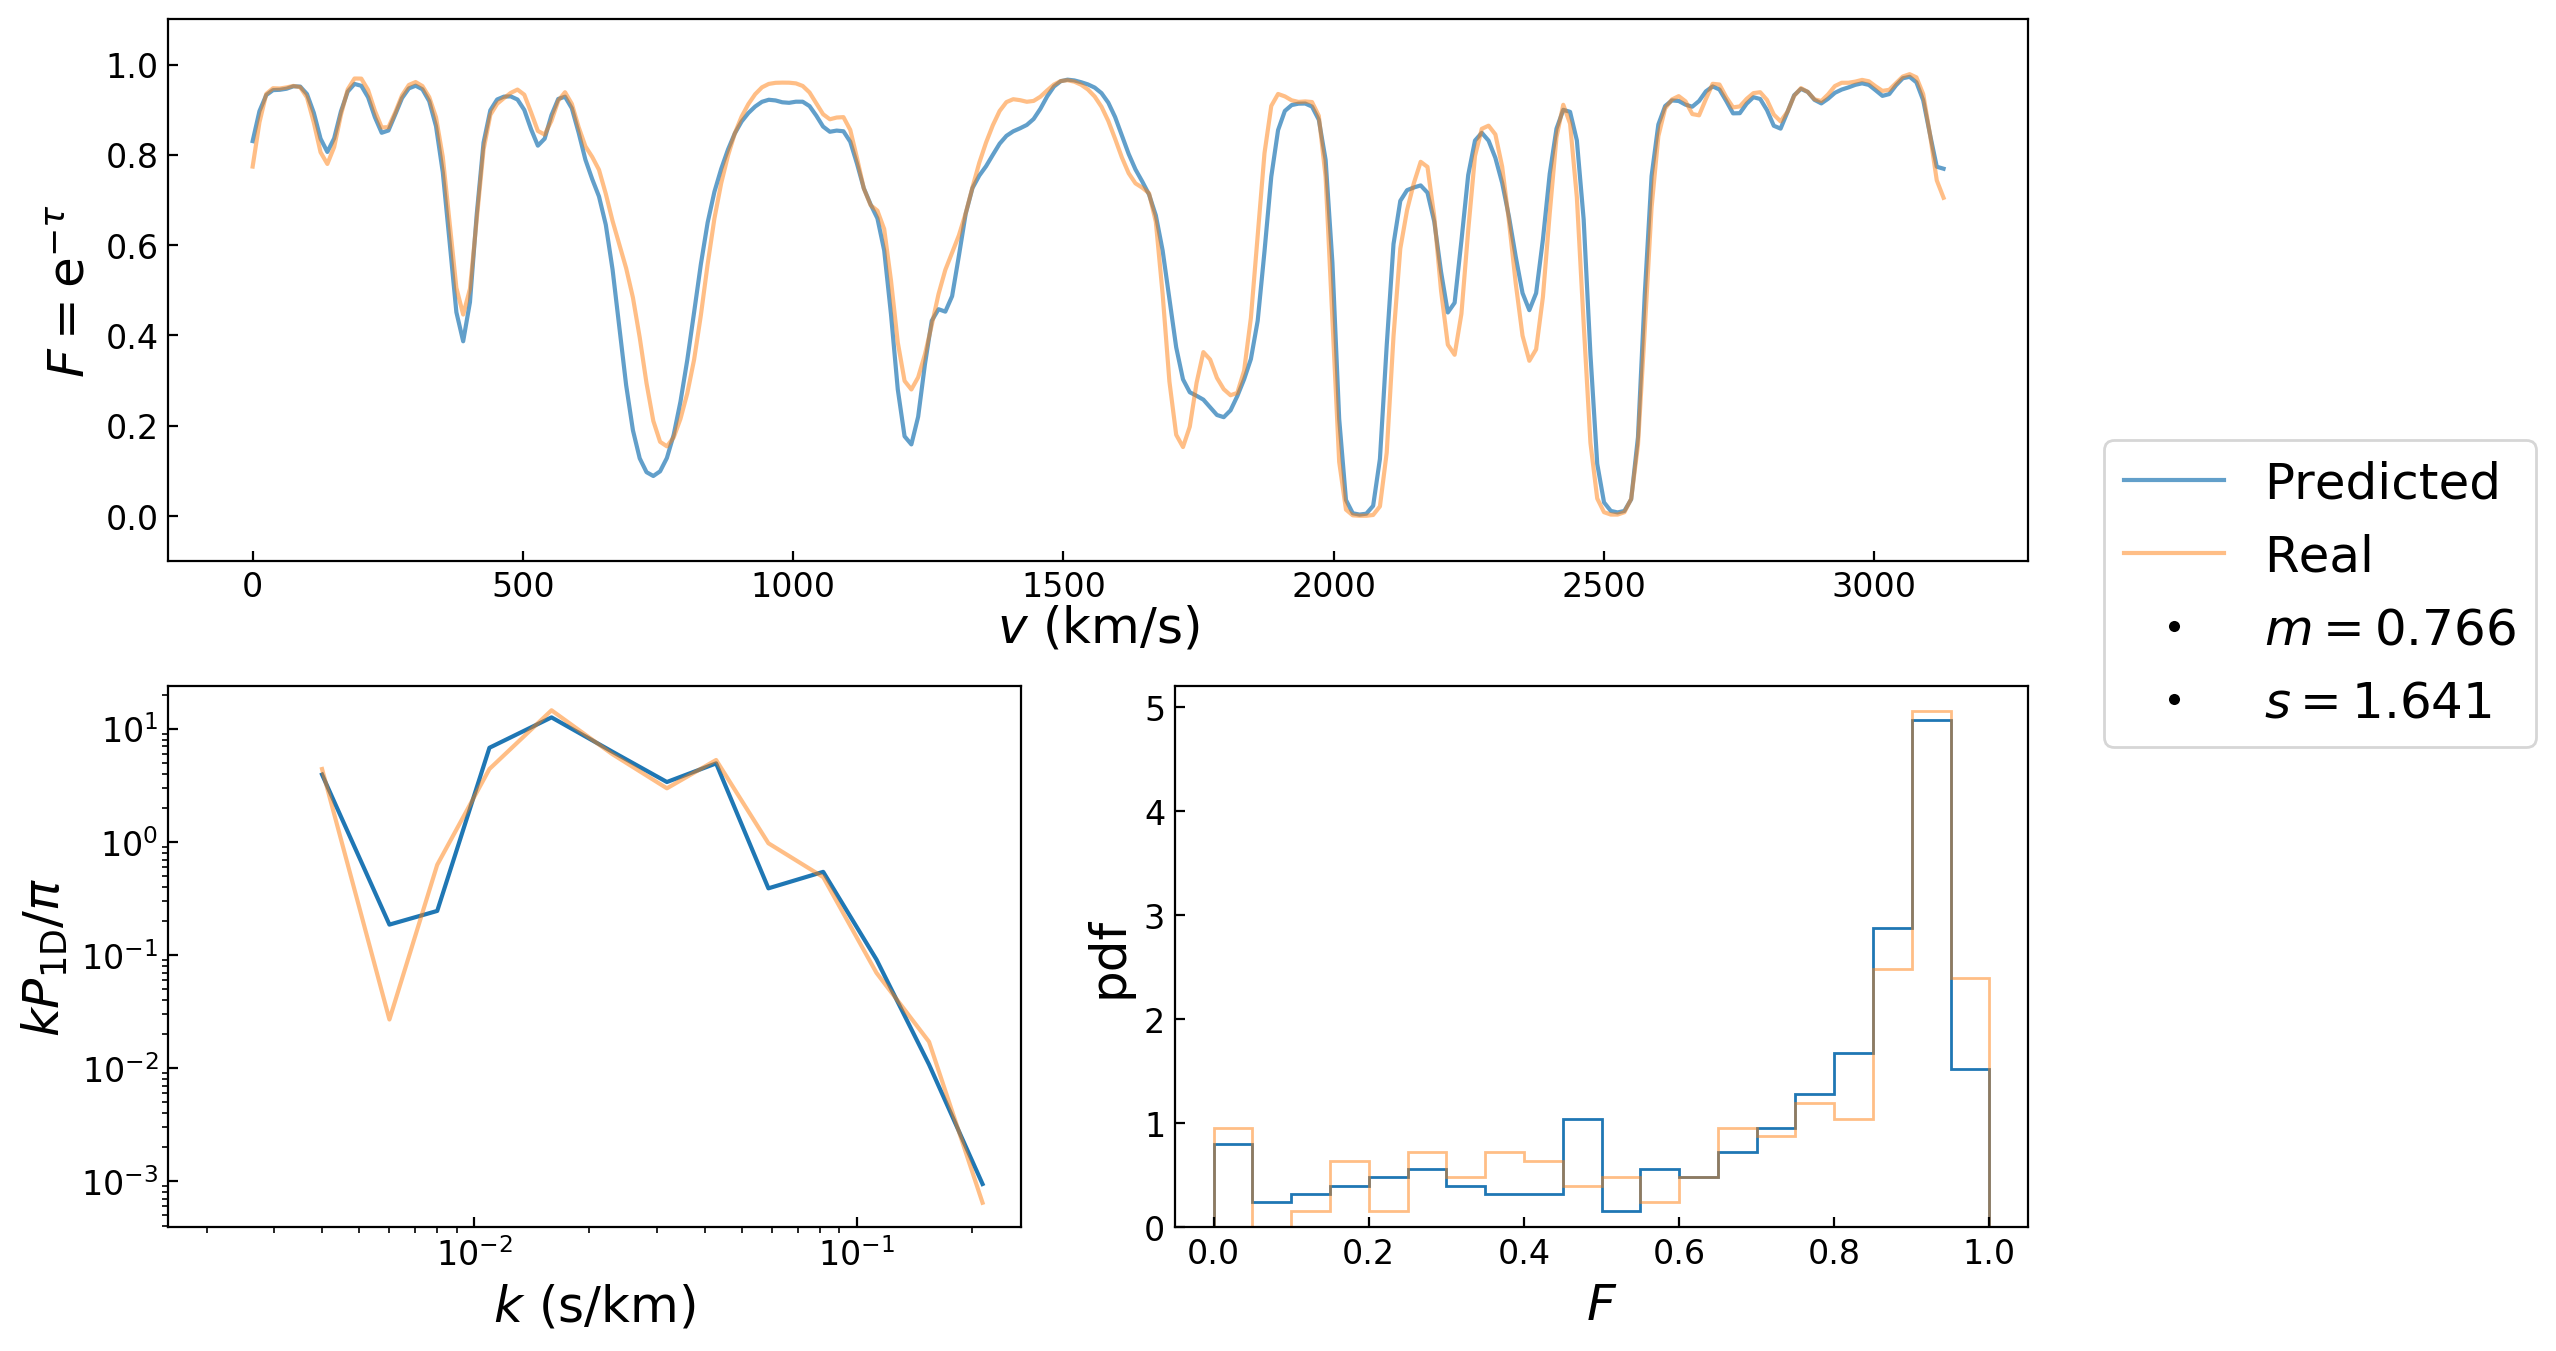 F = e^{−τ}
1.0
0.8
0.6
0.4
0.2
0.0
0 500 1000 1500 2000 2500 3000
v (km/s)
Predicted
Real
m = 0.766
s = 1.641
kP_{1D}/π
10^1
10^0
10^{−1}
10^{−2}
10^{−3}
10^{−2} 10^{−1}
k (s/km)
pdf
5
4
3
2
1
0
0.0 0.2 0.4 0.6 0.8 1.0
F